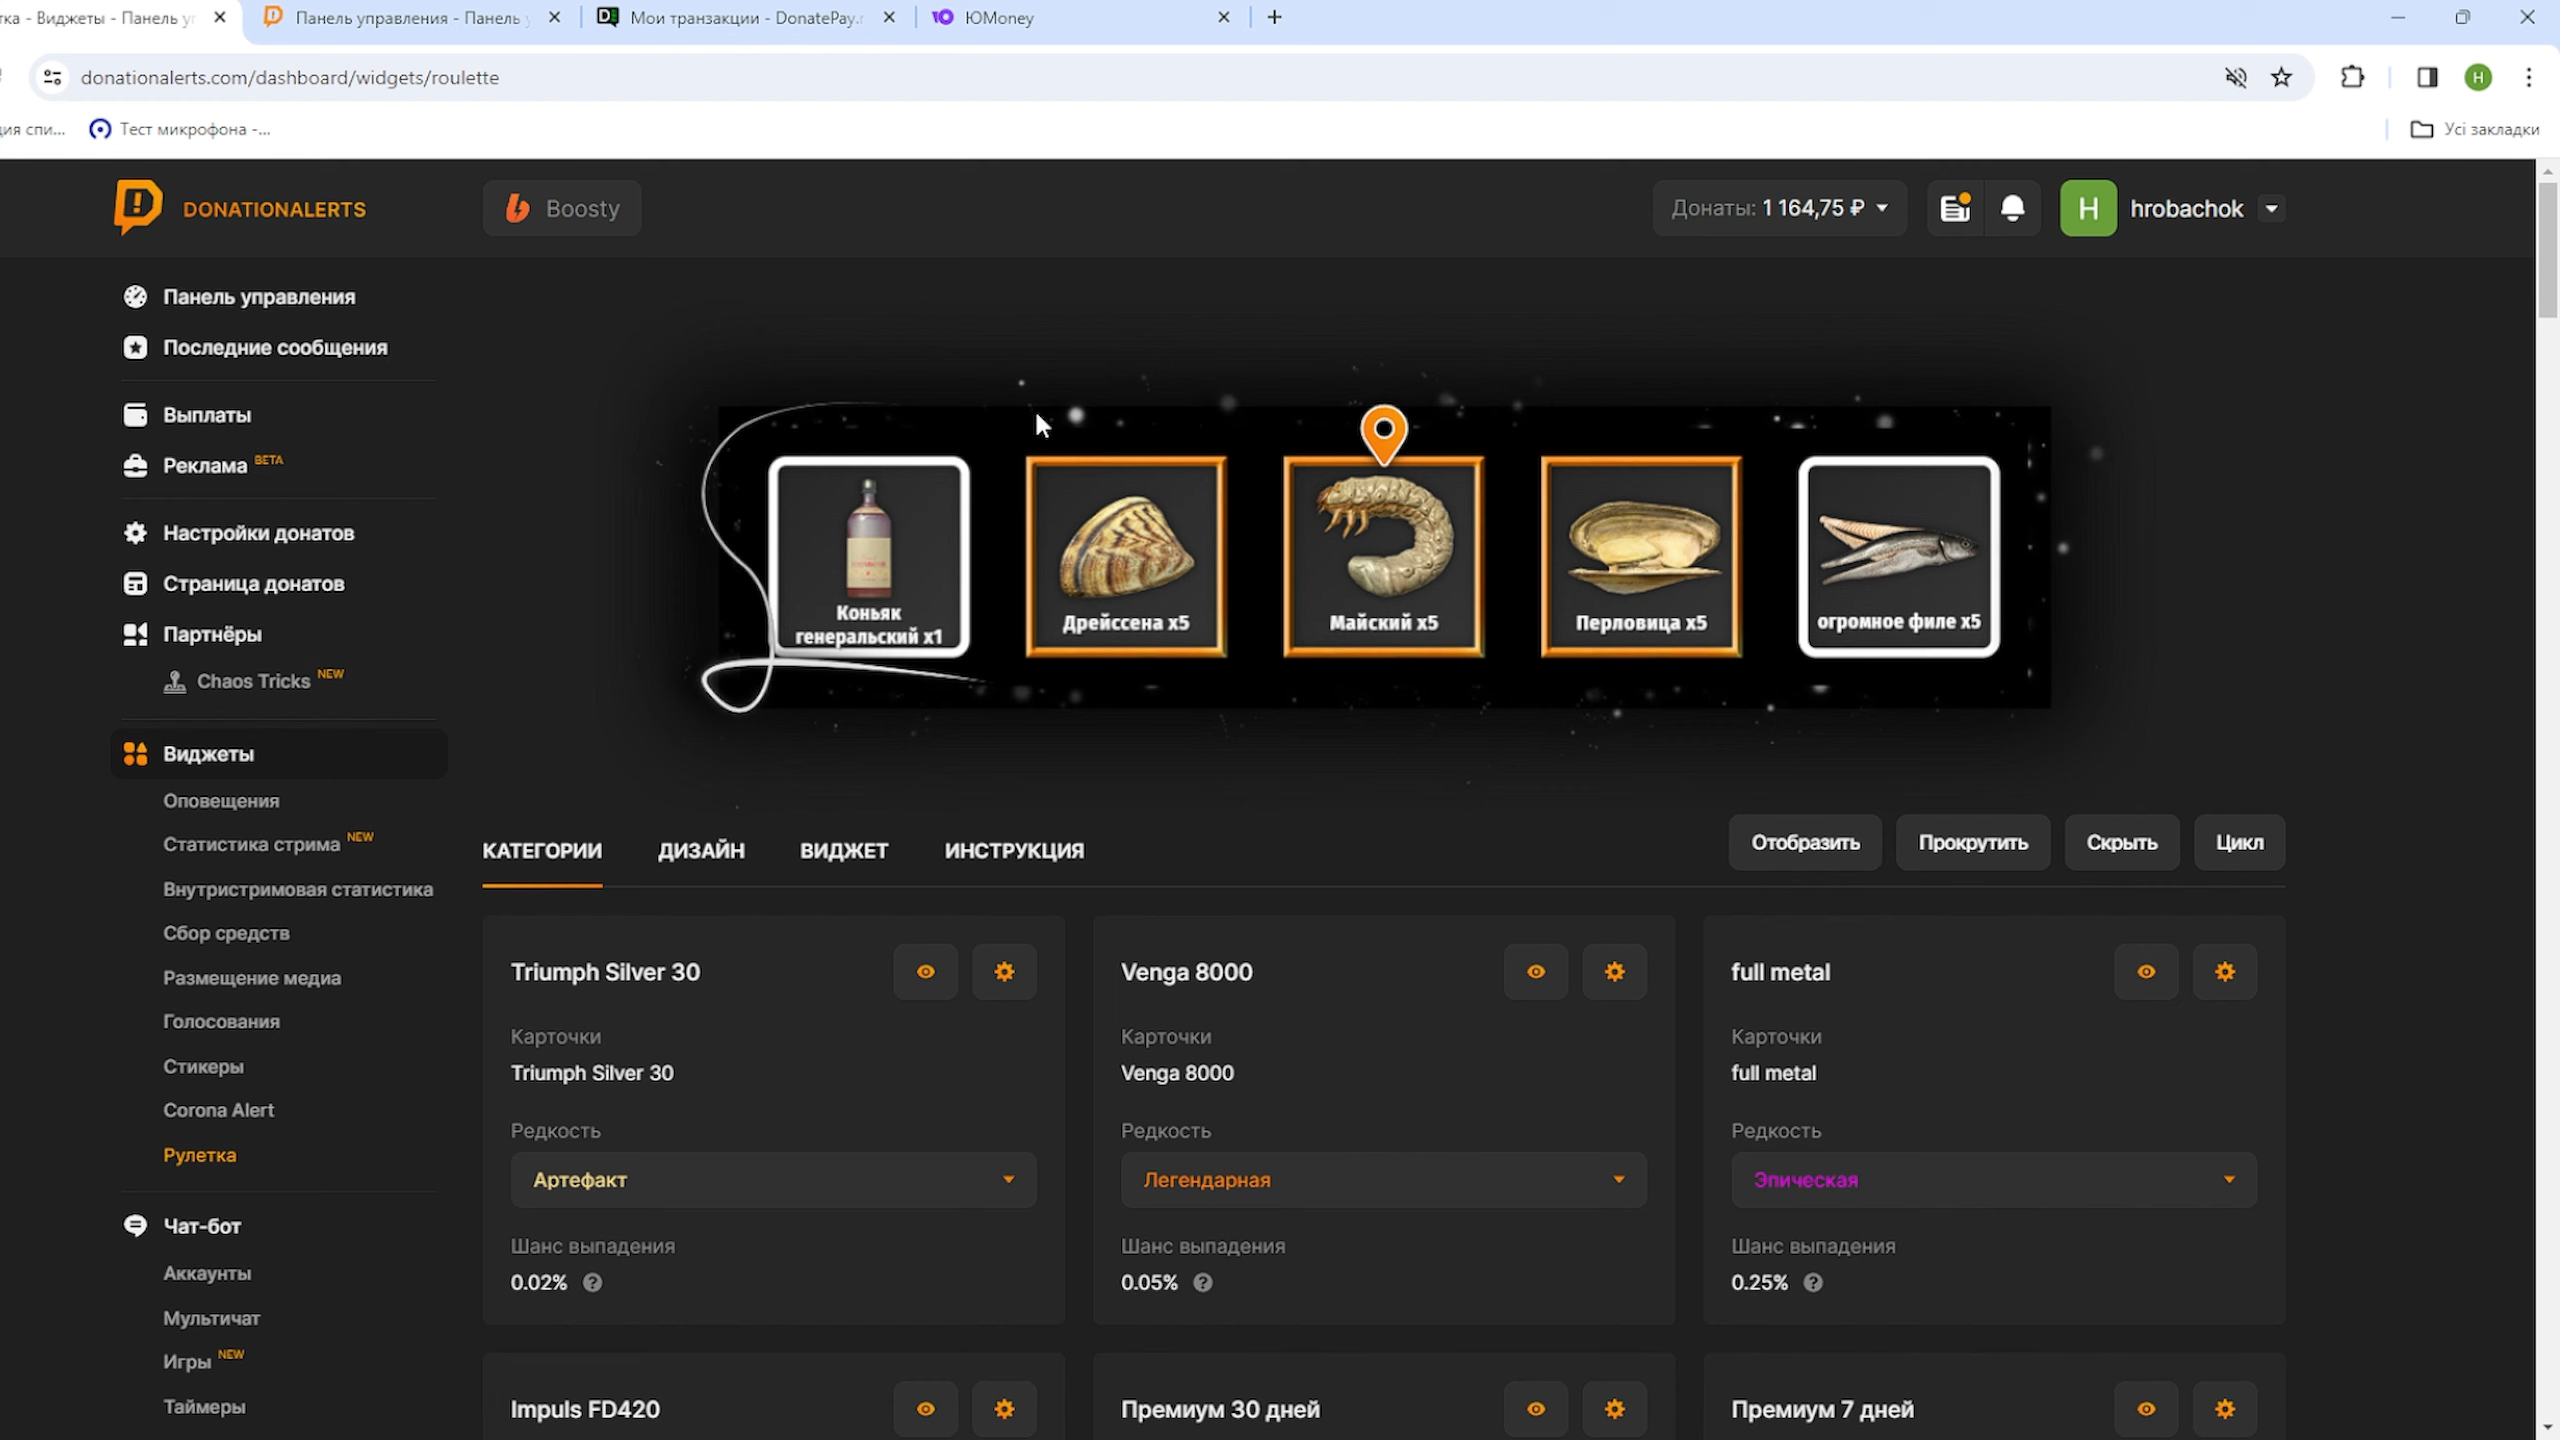 тка - Виджеты - Панель уг
Панель управления - Панель у
Мои транзакции - DonatePay.r
ЮMoney
donationalerts.com/dashboard/widgets/roulette
ция спи...
Тест микрофона -...
Усі закладки
DONATIONALERTS
Boosty
Донаты: 1 164,75 ₽
H
hrobachok
Панель управления
Последние сообщения
Выплаты
Реклама BETA
Настройки донатов
Страница донатов
Партнёры
Chaos Tricks NEW
Виджеты
Оповещения
Статистика стрима NEW
Внутристримовая статистика
Сбор средств
Размещение медиа
Голосования
Стикеры
Corona Alert
Рулетка
Чат-бот
Аккаунты
Мультичат
Игры NEW
Таймеры
Коньяк
генеральский x1
Дрейссена x5
Майский x5
Перловица x5
огромное филе x5
КАТЕГОРИИ
ДИЗАЙН
ВИДЖЕТ
ИНСТРУКЦИЯ
Отобразить
Прокрутить
Скрыть
Цикл
Triumph Silver 30
Карточки
Triumph Silver 30
Редкость
Артефакт
Шанс выпадения
0.02%
Venga 8000
Карточки
Venga 8000
Редкость
Легендарная
Шанс выпадения
0.05%
full metal
Карточки
full metal
Редкость
Эпическая
Шанс выпадения
0.25%
Impuls FD420
Премиум 30 дней
Премиум 7 дней